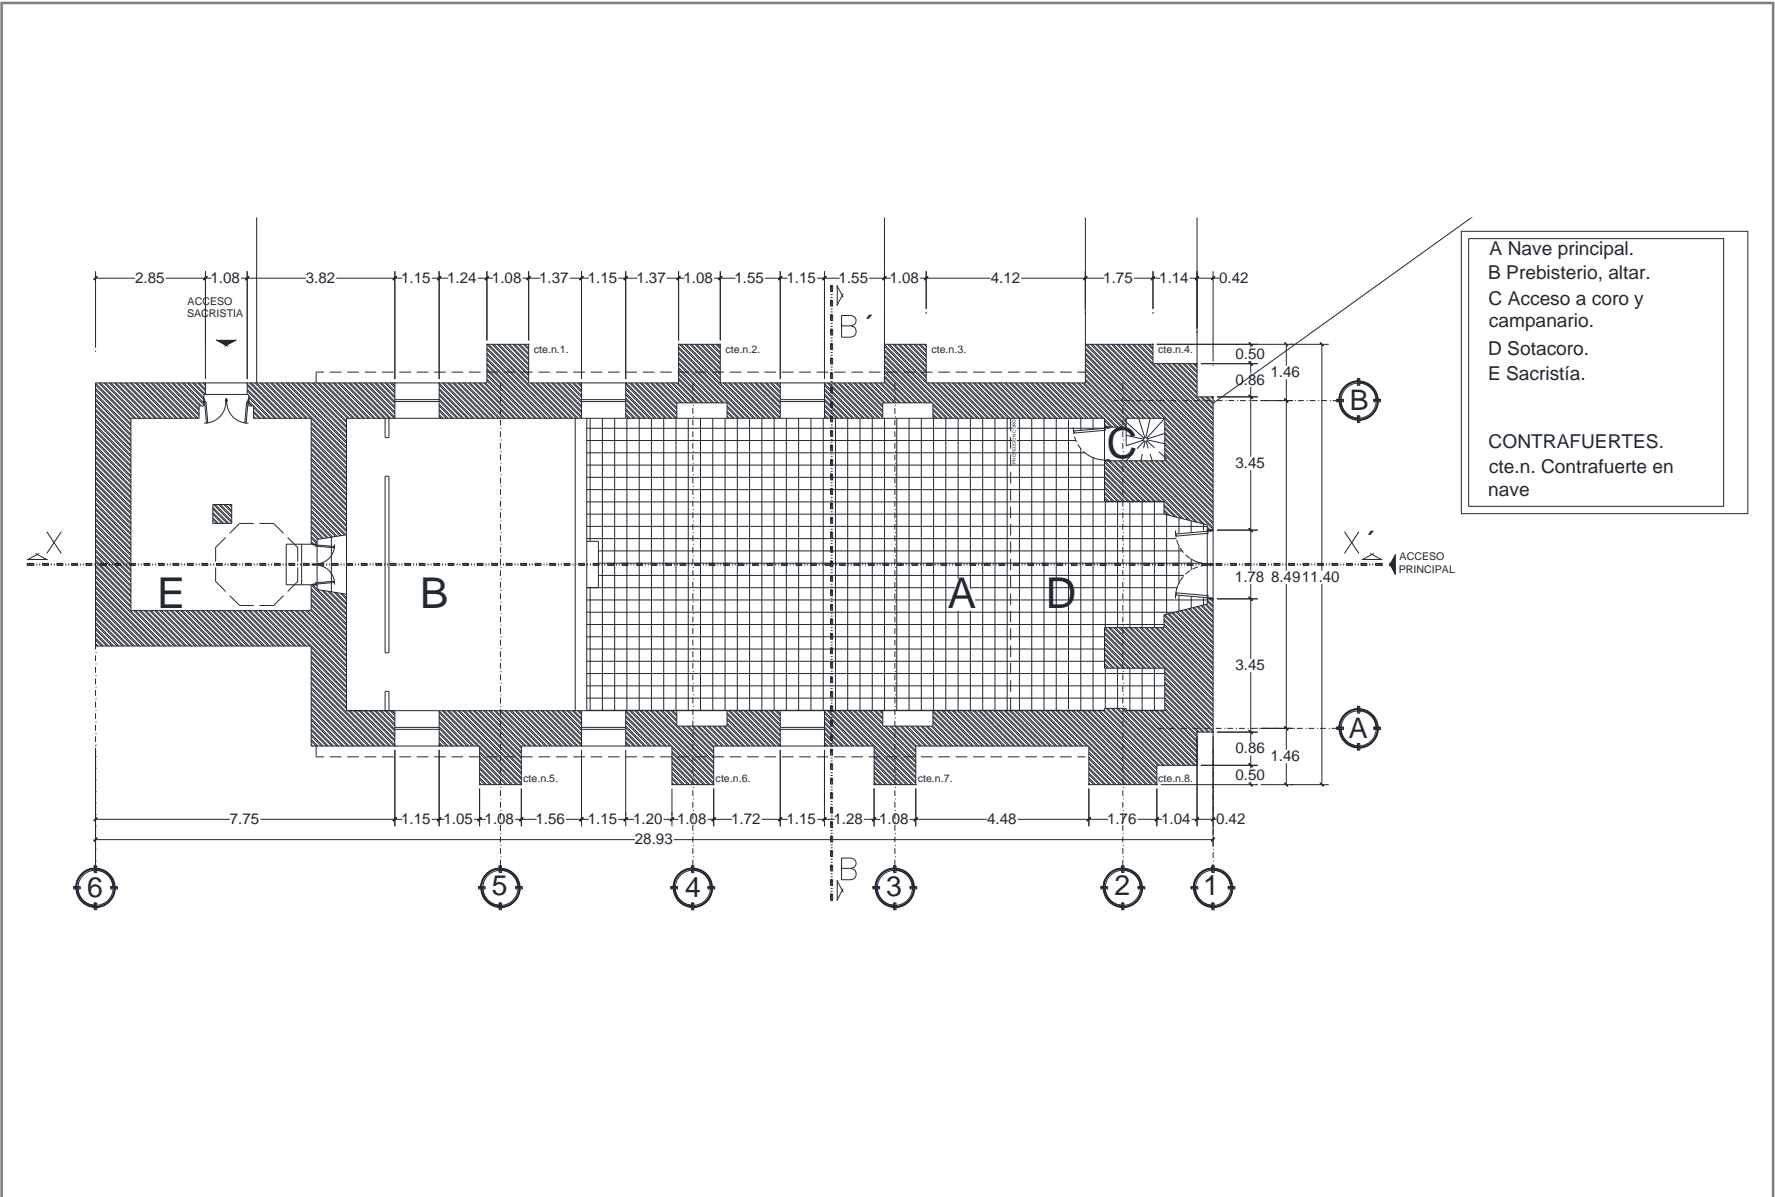 2.85 1.08 3.82 1.15 1.24 1.08 1.37 1.15 1.37 1.08 1.55 1.15 1.55 1.08 4.12 1.75 1.14 0.42
ACCESO
SACRISTIA
B´
cte.n.1. cte.n.2. cte.n.3. cte.n.4.
0.50
1.46
0.86
B
C
3.45
X
X´
ACCESO
PRINCIPAL
1.78 8.49 11.40
E B A D
3.45
A
0.86
1.46
0.50
cte.n.5. cte.n.6. cte.n.7. cte.n.8.
7.75 1.15 1.05 1.08 1.56 1.15 1.20 1.08 1.72 1.15 1.28 1.08 4.48 1.76 1.04 0.42
28.93
B
6 5 4 3 2 1
A Nave principal.
B Prebisterio, altar.
C Acceso a coro y
campanario.
D Sotacoro.
E Sacristía.
CONTRAFUERTES.
cte.n. Contrafuerte en
nave